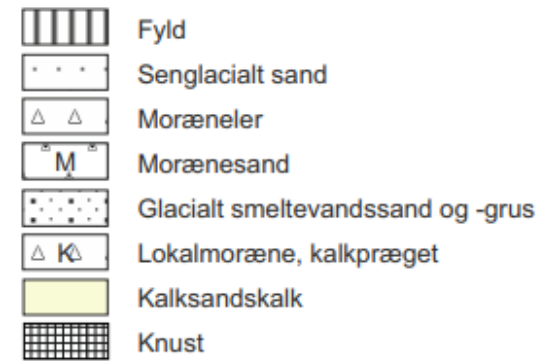 Fyld
Senglacialt sand
Moræneler
M Morænesand
Glacialt smeltevandssand og -grus
K Lokalmoræne, kalkpræget
Kalksandskalk
Knust